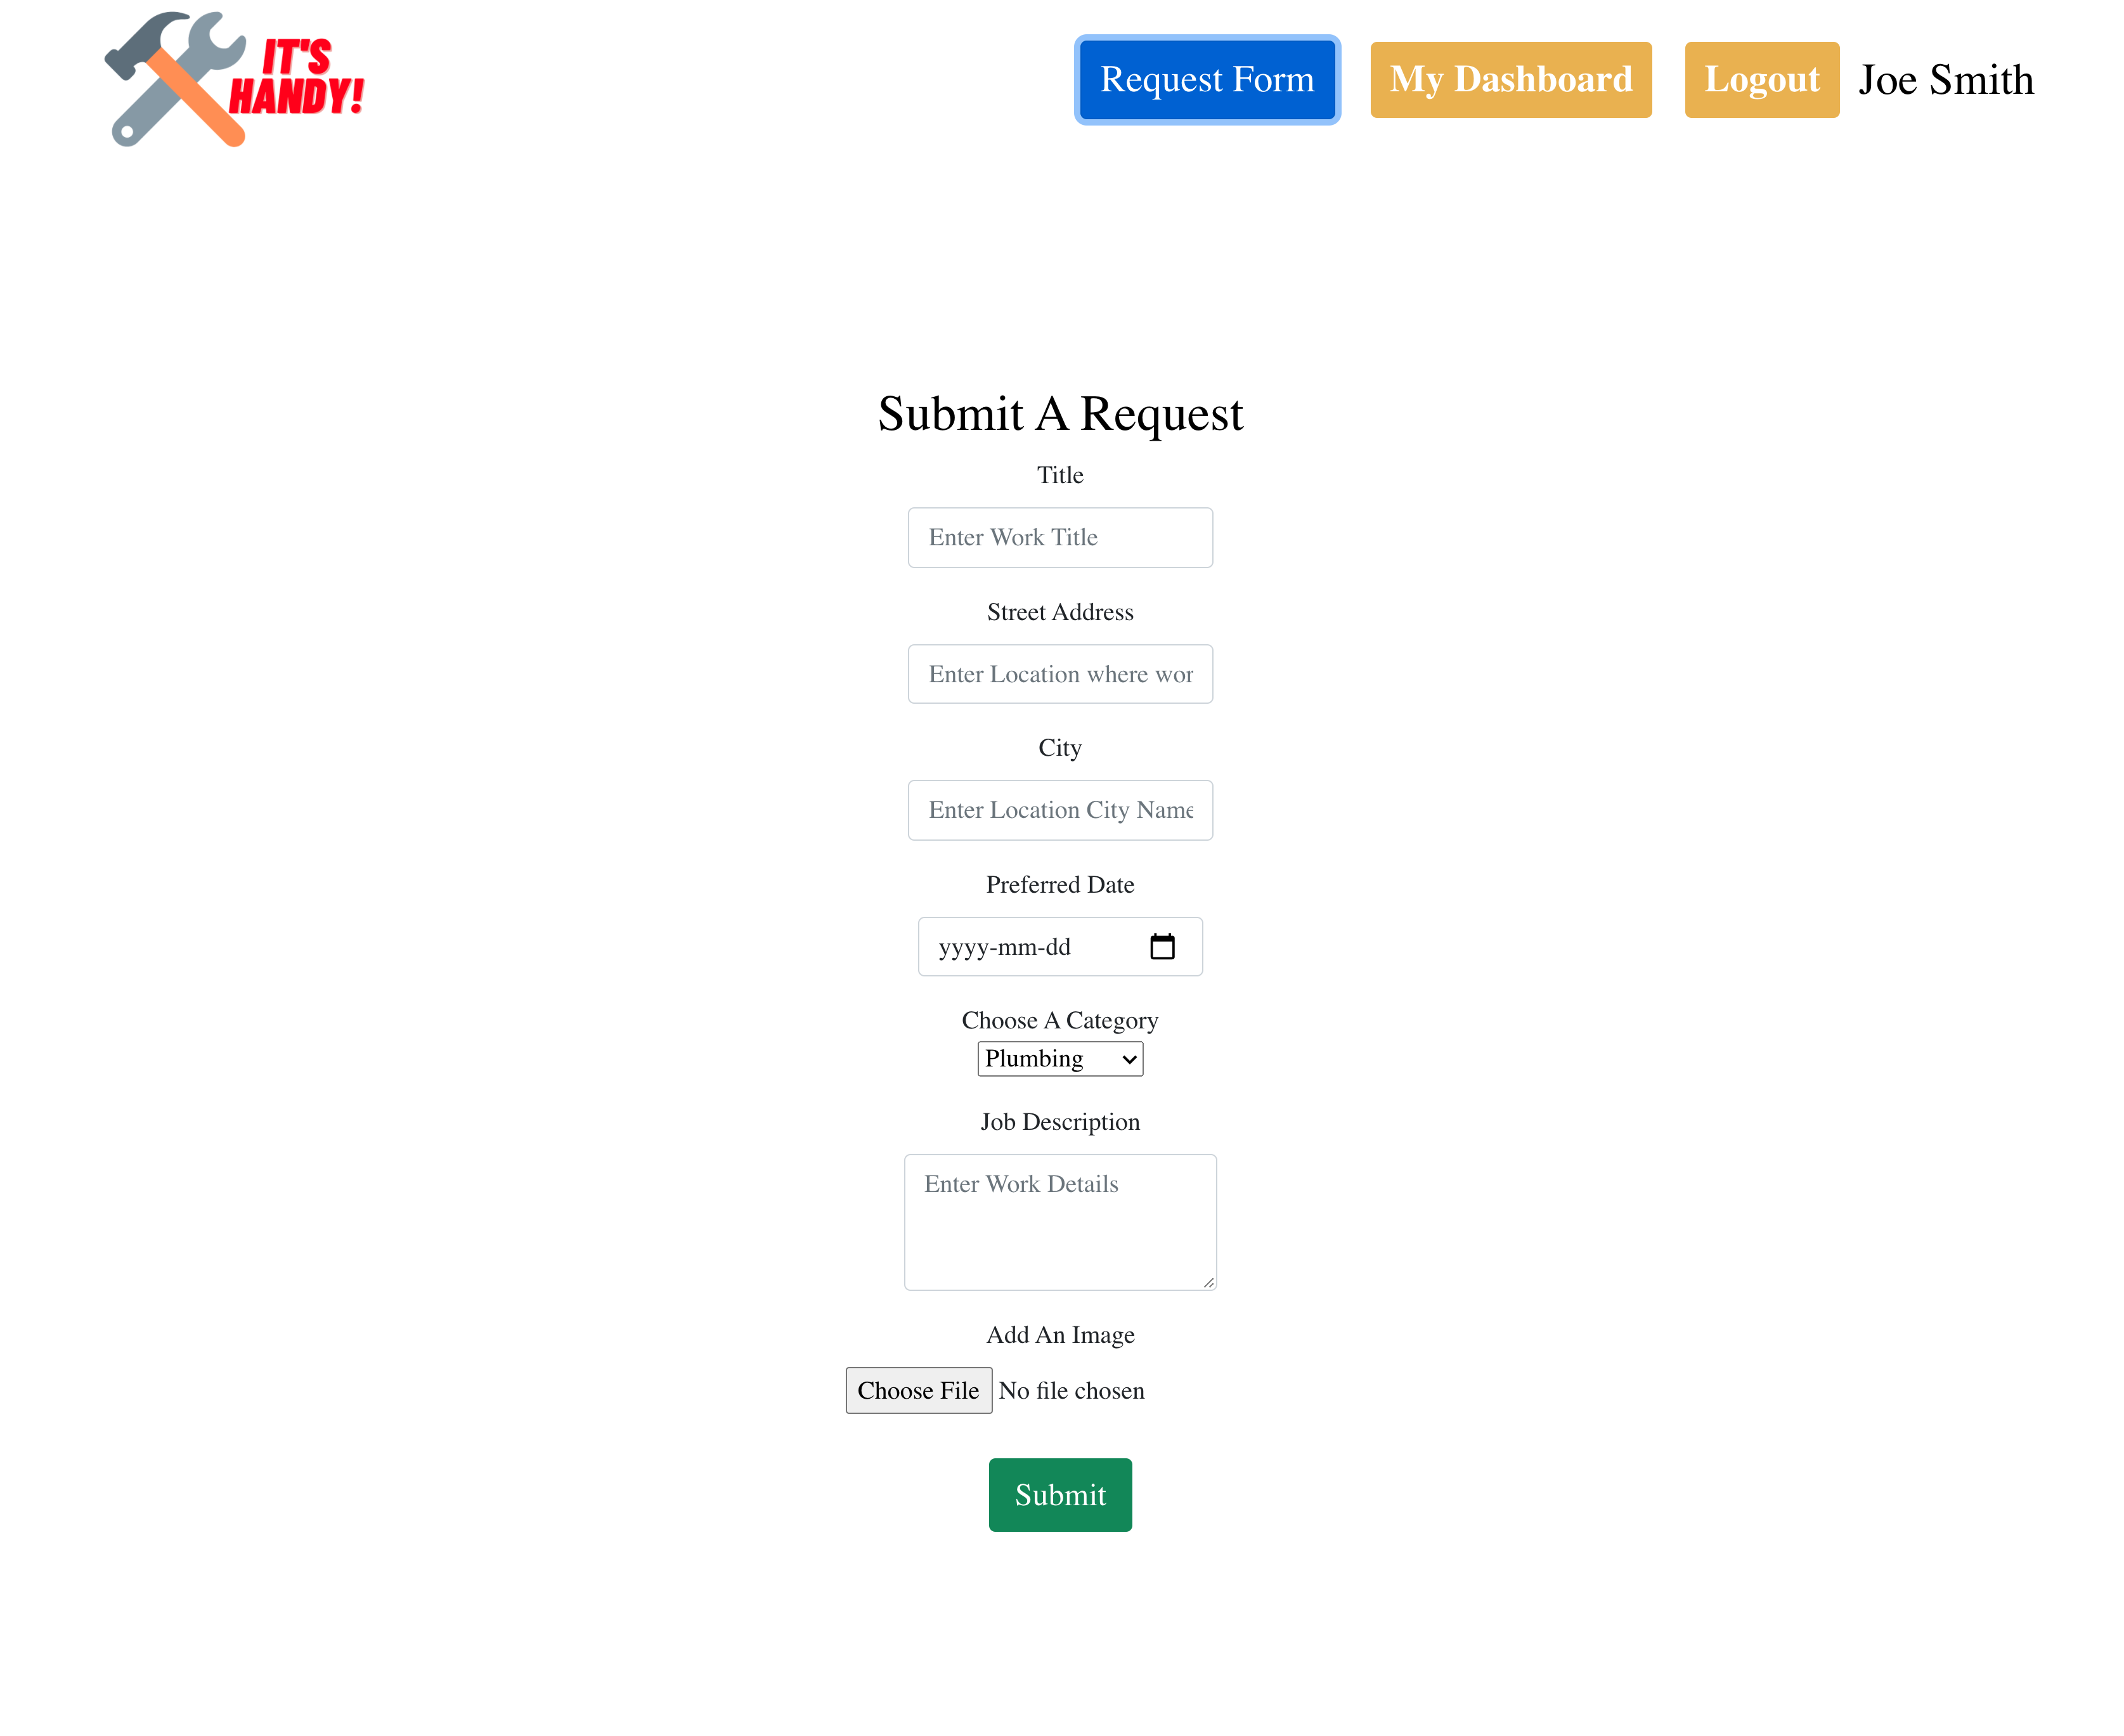 IT'S
HANDY!
Request Form
My Dashboard
Logout
Joe Smith
Submit A Request
Title
Enter Work Title
Street Address
Enter Location where wor
City
Enter Location City Name
Preferred Date
yyyy-mm-dd
Choose A Category
Plumbing
Job Description
Enter Work Details
Add An Image
Choose File No file chosen
Submit